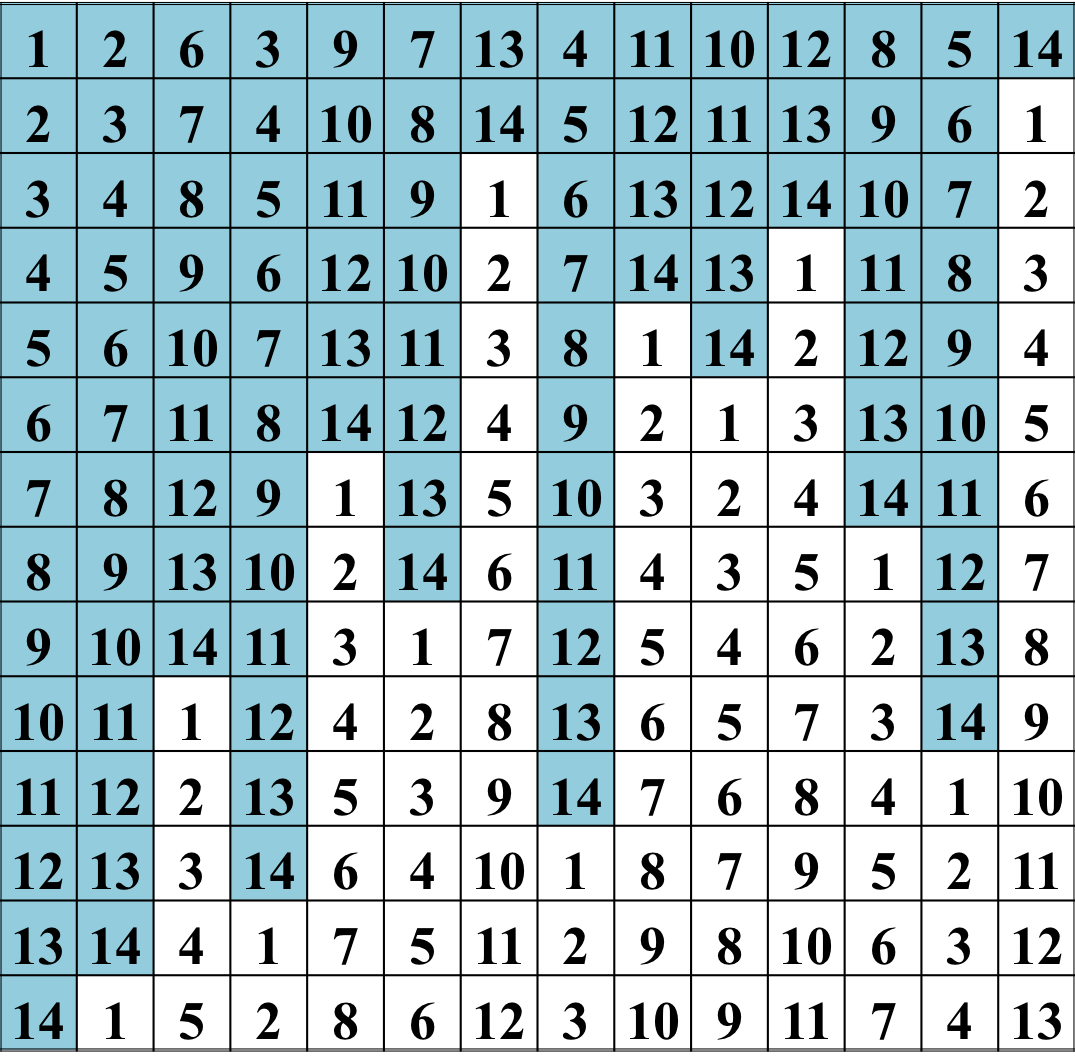 1 2 6 3 9 7 13 4 11 10 12 8 5 14
2 3 7 4 10 8 14 5 12 11 13 9 6 1
3 4 8 5 11 9 1 6 13 12 14 10 7 2
4 5 9 6 12 10 2 7 14 13 1 11 8 3
5 6 10 7 13 11 3 8 1 14 2 12 9 4
6 7 11 8 14 12 4 9 2 1 3 13 10 5
7 8 12 9 1 13 5 10 3 2 4 14 11 6
8 9 13 10 2 14 6 11 4 3 5 1 12 7
9 10 14 11 3 1 7 12 5 4 6 2 13 8
10 11 1 12 4 2 8 13 6 5 7 3 14 9
11 12 2 13 5 3 9 14 7 6 8 4 1 10
12 13 3 14 6 4 10 1 8 7 9 5 2 11
13 14 4 1 7 5 11 2 9 8 10 6 3 12
14 1 5 2 8 6 12 3 10 9 11 7 4 13